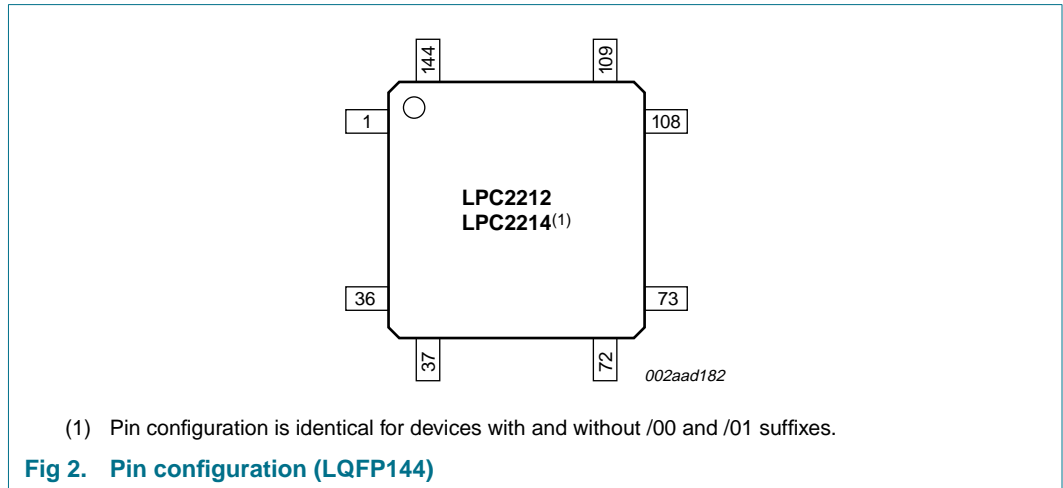 144
109
1
108
LPC2212
LPC2214(1)
36
73
37
72
002aad182
(1) Pin configuration is identical for devices with and without /00 and /01 suffixes.
Fig 2. Pin configuration (LQFP144)